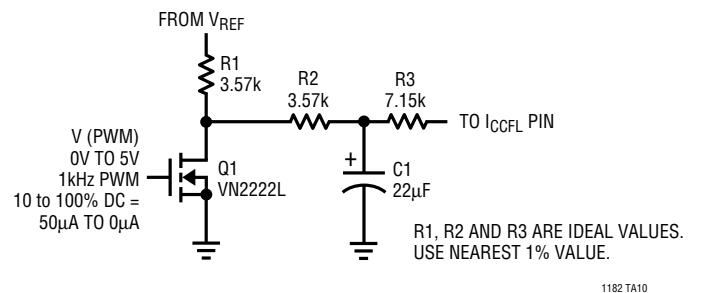 FROM VREF
R1
3.57k
R2
3.57k
R3
7.15k
TO ICCFL PIN
V (PWM)
0V TO 5V
1kHz PWM
10 to 100% DC =
50µA TO 0µA
Q1
VN2222L
+
C1
22µF
R1, R2 AND R3 ARE IDEAL VALUES.
USE NEAREST 1% VALUE.
1182 TA10